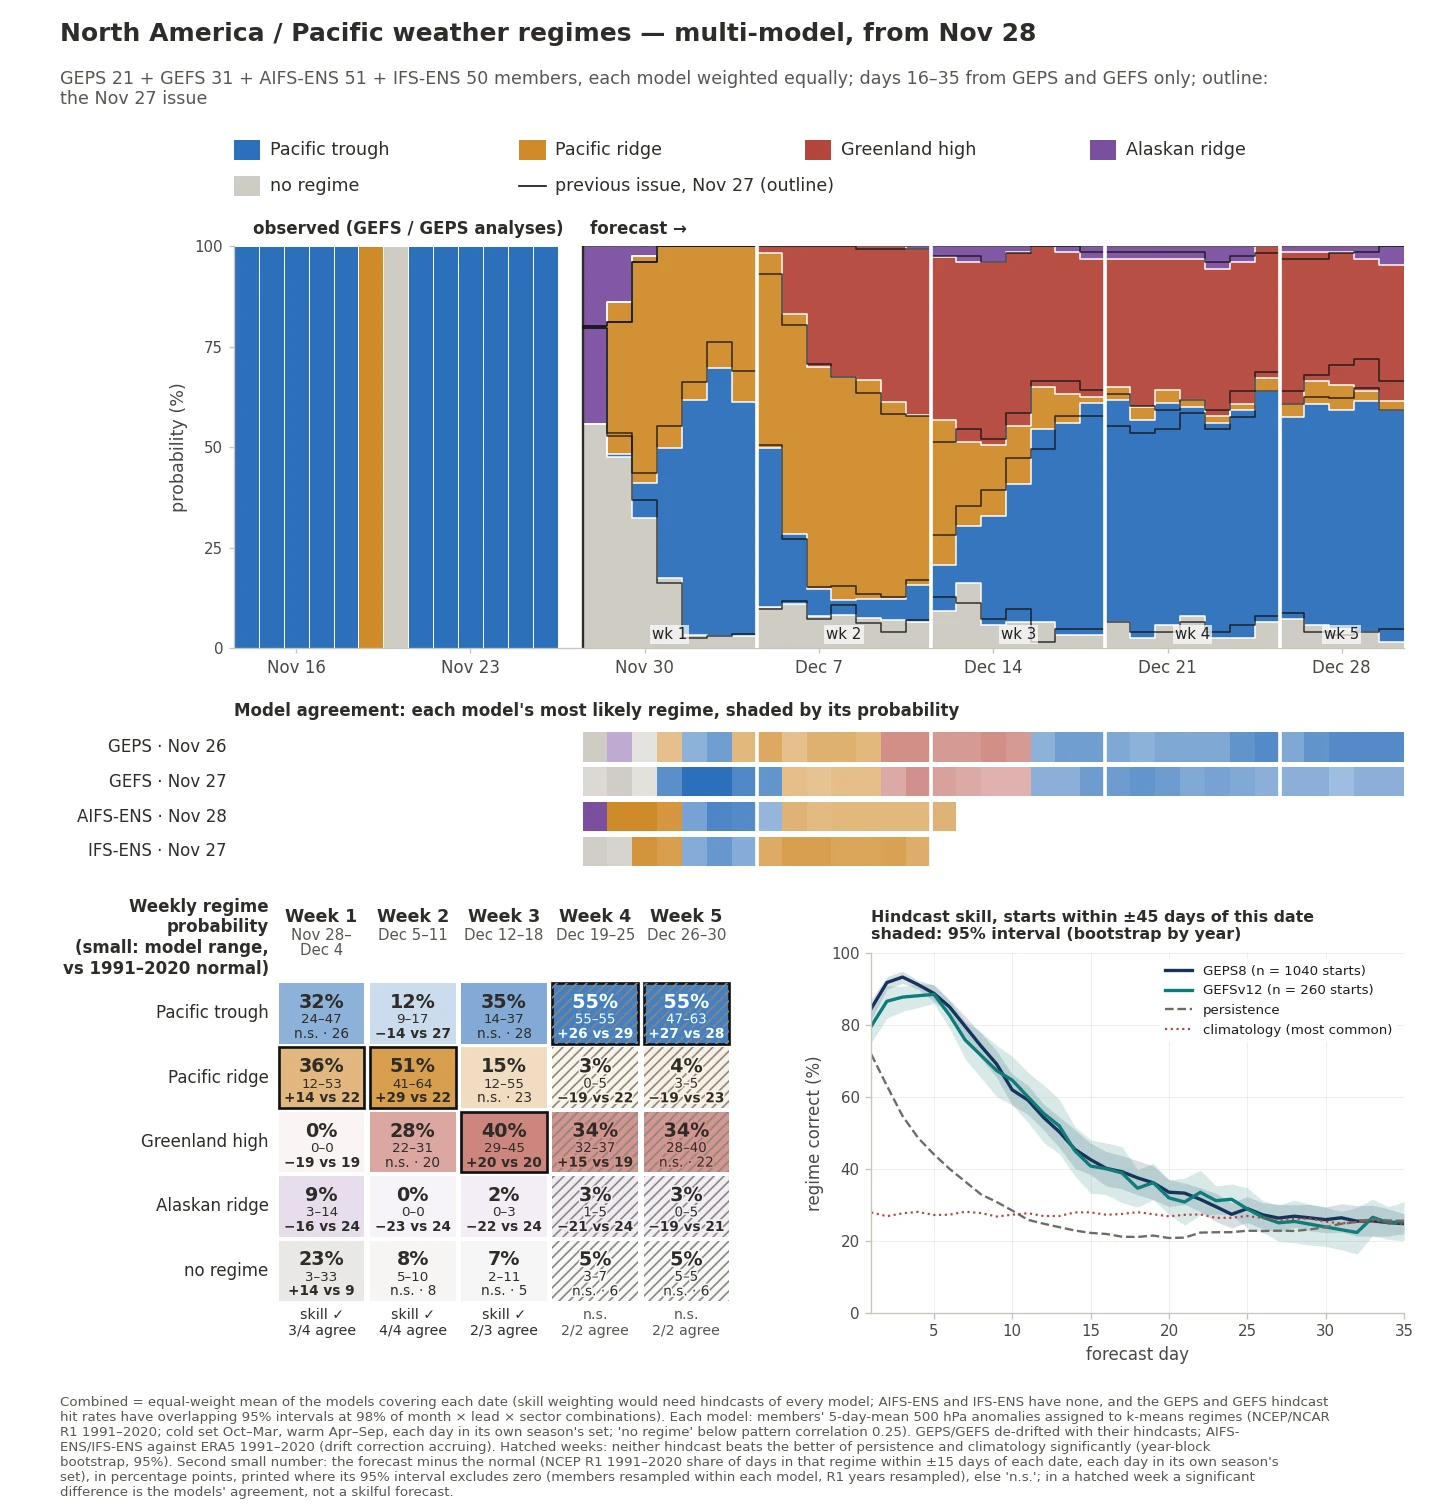 North America / Pacific weather regimes — multi-model, from Nov 28
GEPS 21 + GEFS 31 + AIFS-ENS 51 + IFS-ENS 50 members, each model weighted equally; days 16–35 from GEPS and GEFS only; outline:
the Nov 27 issue
Pacific trough Pacific ridge Greenland high Alaskan ridge
no regime previous issue, Nov 27 (outline)
observed (GEFS / GEPS analyses) forecast →
probability (%)
100
75
50
25
0
wk 1 wk 2 wk 3 wk 4 wk 5
Nov 16 Nov 23 Nov 30 Dec 7 Dec 14 Dec 21 Dec 28
Model agreement: each model's most likely regime, shaded by its probability
GEPS · Nov 26
GEFS · Nov 27
AIFS-ENS · Nov 28
IFS-ENS · Nov 27
Weekly regime
probability
(small: model range,
vs 1991–2020 normal)
Week 1 Week 2 Week 3 Week 4 Week 5
Nov 28– Dec 5–11 Dec 12–18 Dec 19–25 Dec 26–30
Dec 4
Pacific trough
32% 12% 35% 55% 55%
24–47 9–17 14–37 55–55 47–63
n.s. · 26 −14 vs 27 n.s. · 28 +26 vs 29 +27 vs 28
Pacific ridge
36% 51% 15% 3% 4%
12–53 41–64 12–55 0–5 3–5
+14 vs 22 +29 vs 22 n.s. · 23 −19 vs 22 −19 vs 23
Greenland high
0% 28% 40% 34% 34%
0–0 22–31 29–45 32–37 28–40
−19 vs 19 n.s. · 20 +20 vs 20 +15 vs 19 n.s. · 22
Alaskan ridge
9% 0% 2% 3% 3%
3–14 0–0 0–3 1–5 0–5
−16 vs 24 −23 vs 24 −22 vs 24 −21 vs 24 −19 vs 21
no regime
23% 8% 7% 5% 5%
3–33 5–10 2–11 3–7 5–5
+14 vs 9 n.s. · 8 n.s. · 5 n.s. · 6 n.s. · 6
skill ✓ skill ✓ skill ✓ n.s. n.s.
3/4 agree 4/4 agree 2/3 agree 2/2 agree 2/2 agree
Hindcast skill, starts within ±45 days of this date
shaded: 95% interval (bootstrap by year)
GEPS8 (n = 1040 starts)
GEFSv12 (n = 260 starts)
persistence
climatology (most common)
regime correct (%)
100
80
60
40
20
0
5 10 15 20 25 30 35
forecast day
Combined = equal-weight mean of the models covering each date (skill weighting would need hindcasts of every model; AIFS-ENS and IFS-ENS have none, and the GEPS and GEFS hindcast
hit rates have overlapping 95% intervals at 98% of month × lead × sector combinations). Each model: members' 5-day-mean 500 hPa anomalies assigned to k-means regimes (NCEP/NCAR
R1 1991–2020; cold set Oct–Mar, warm Apr–Sep, each day in its own season's set; 'no regime' below pattern correlation 0.25). GEPS/GEFS de-drifted with their hindcasts; AIFS-
ENS/IFS-ENS against ERA5 1991–2020 (drift correction accruing). Hatched weeks: neither hindcast beats the better of persistence and climatology significantly (year-block
bootstrap, 95%). Second small number: the forecast minus the normal (NCEP R1 1991–2020 share of days in that regime within ±15 days of each date, each day in its own season's
set), in percentage points, printed where its 95% interval excludes zero (members resampled within each model, R1 years resampled), else 'n.s.'; in a hatched week a significant
difference is the models' agreement, not a skilful forecast.